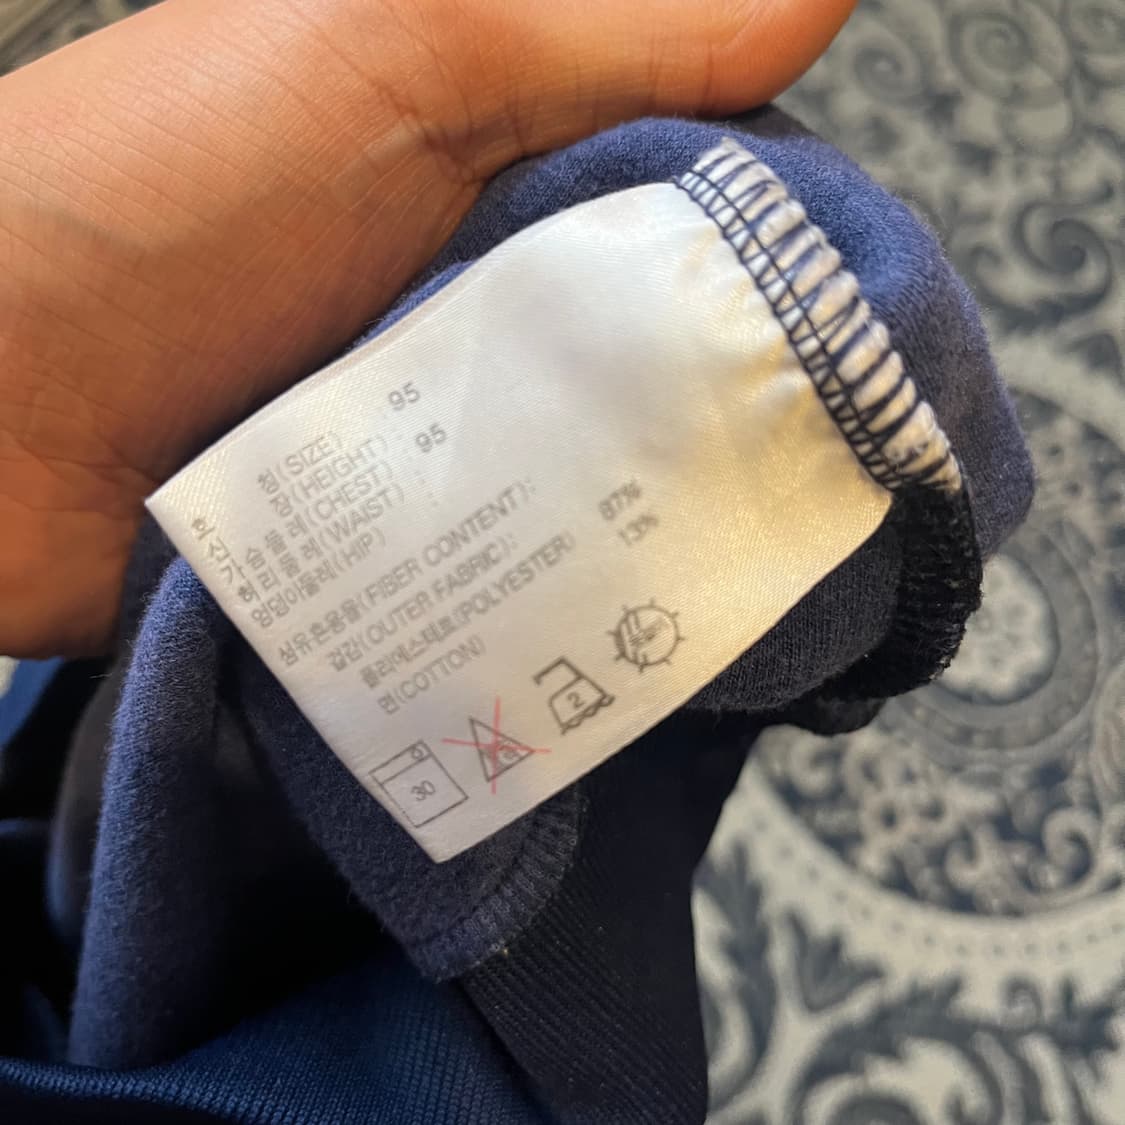 호칭(SIZE) : 95
신장(HEIGHT) :
가슴둘레(CHEST) : 95
허리둘레(WAIST) :
엉덩이둘레(HIP) :
섬유혼용율(FIBER CONTENT):
겉감(OUTER FABRIC):
폴리에스테르(POLYESTER) 87%
면(COTTON) 13%
30
2